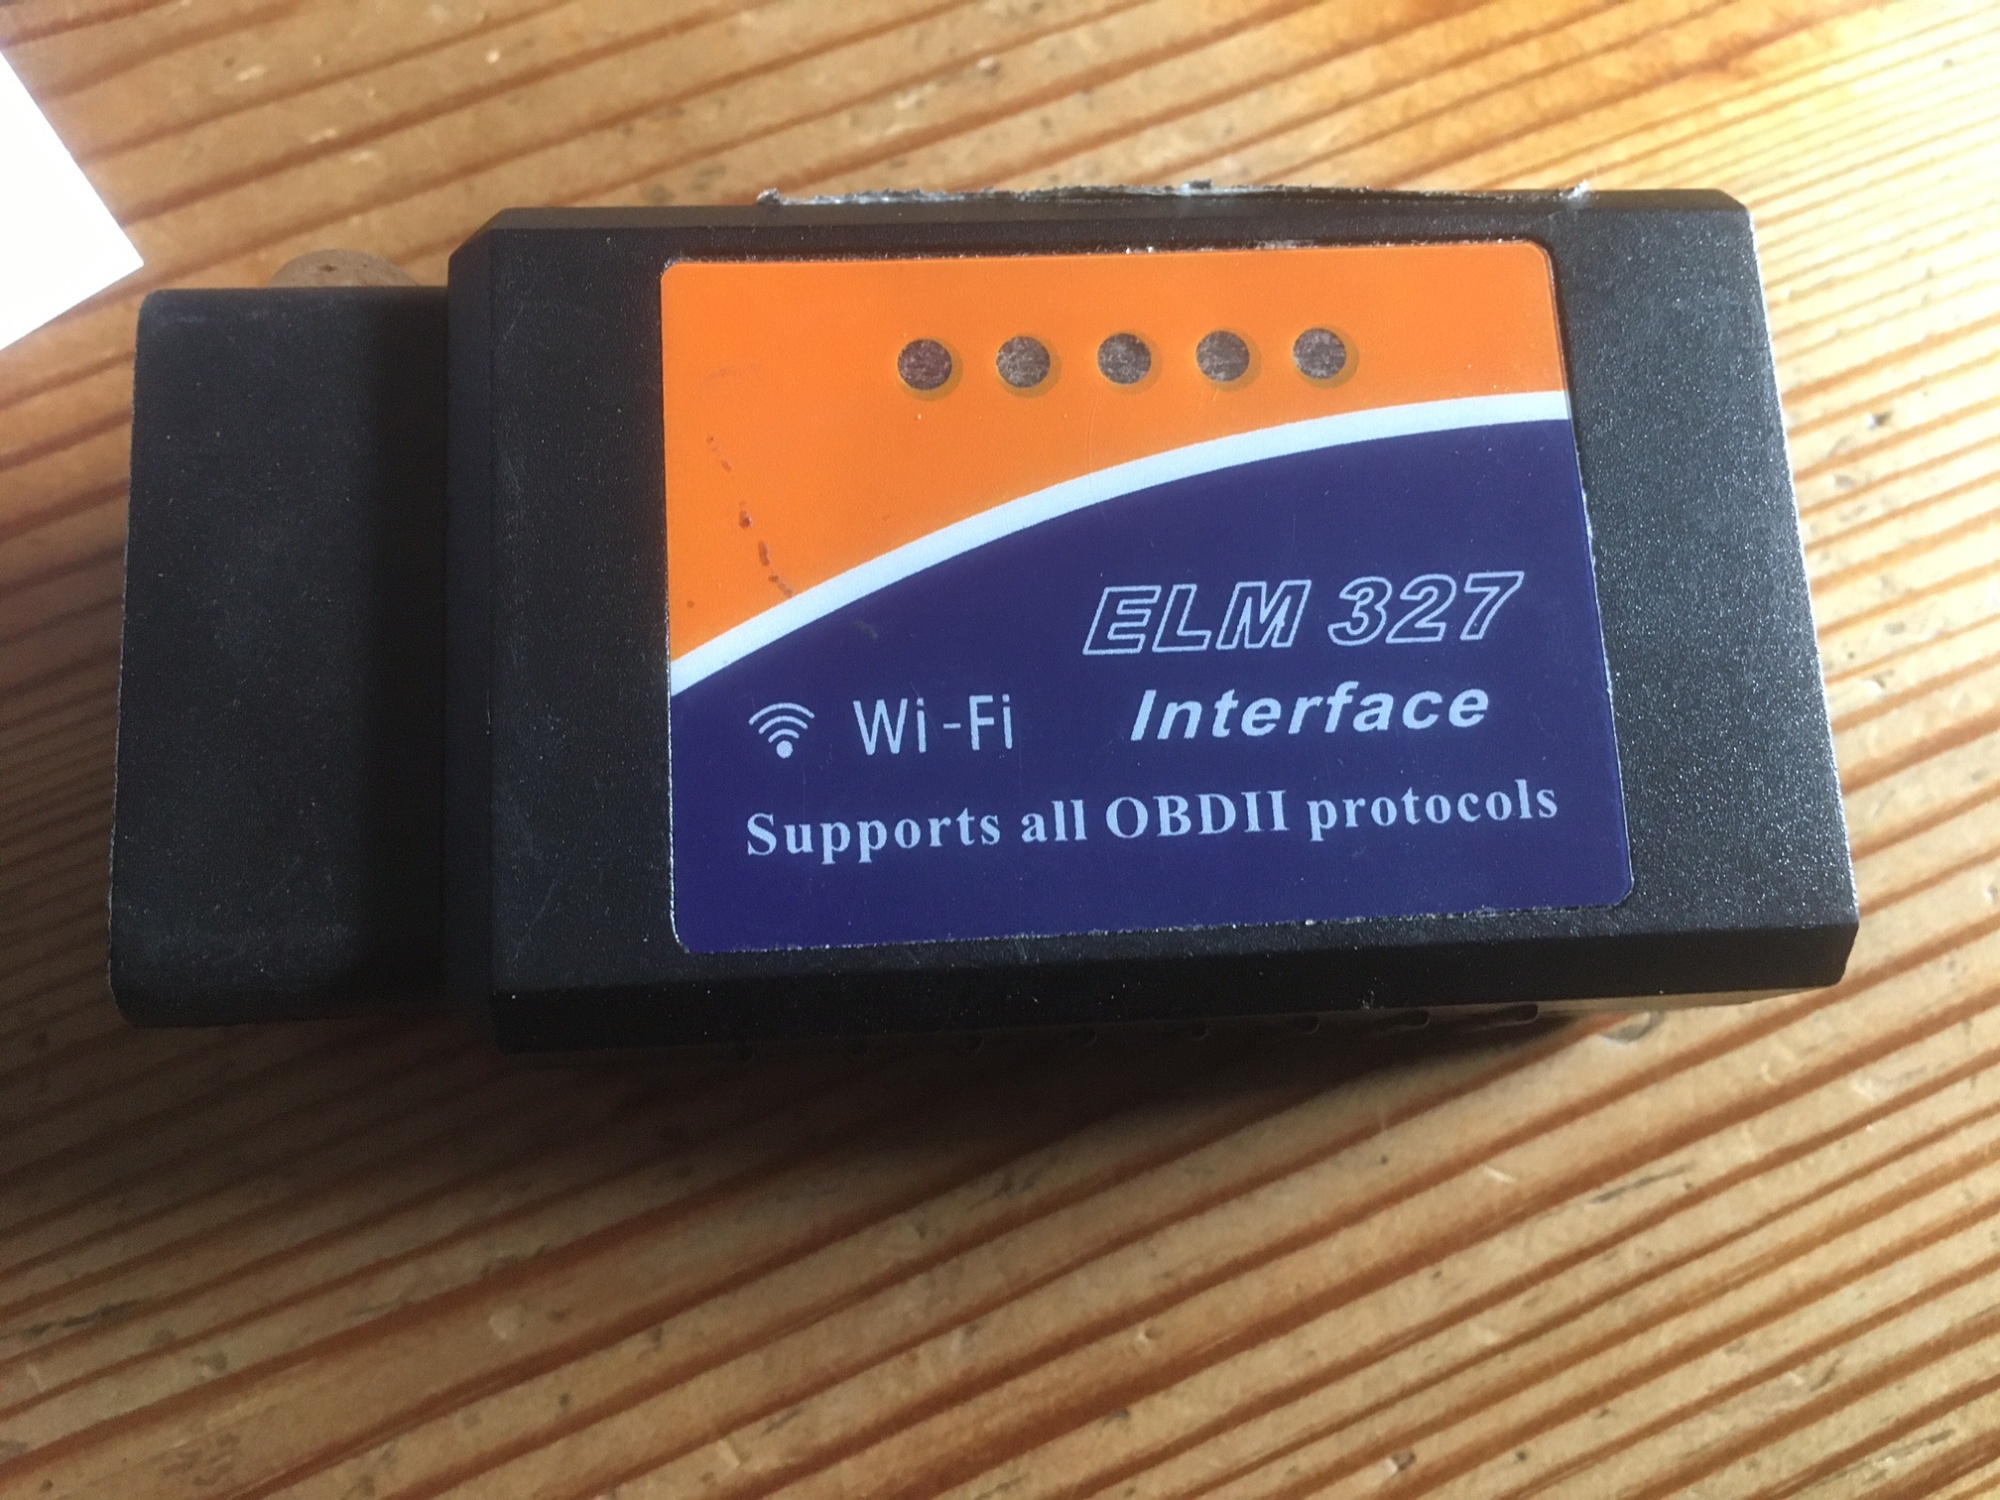 ELM 327
Wi-Fi Interface
Supports all OBDII protocols